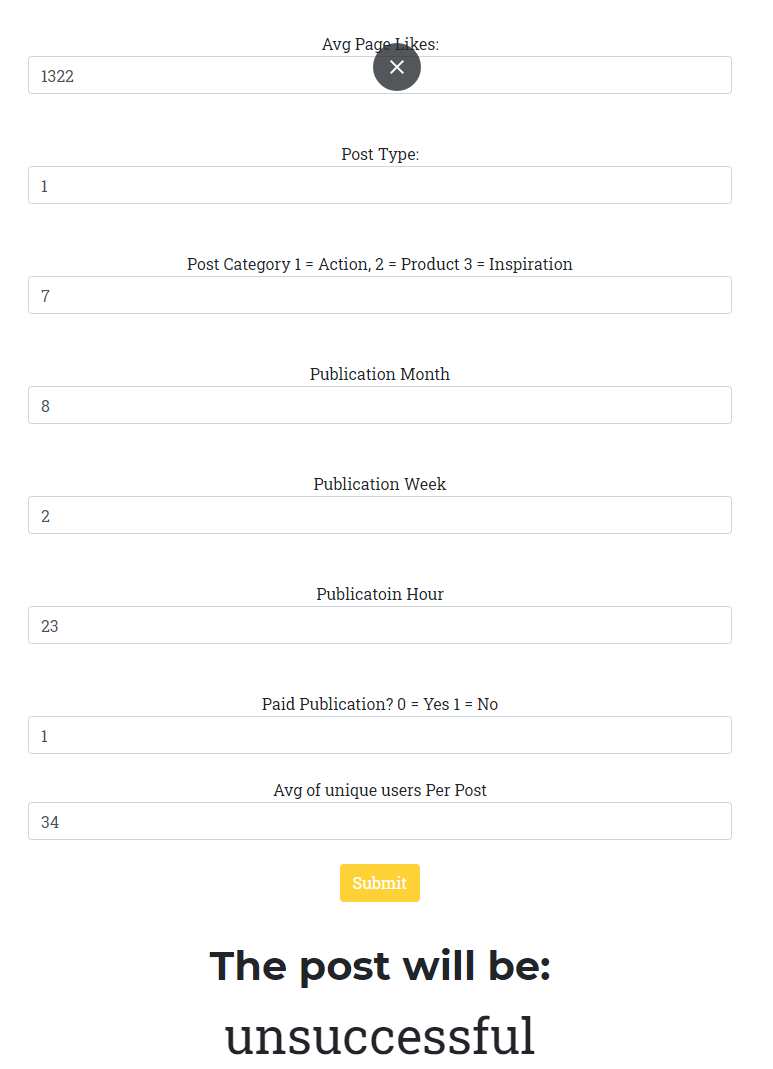 Avg Page Likes:
1322
Post Type:
1
Post Category 1 = Action, 2 = Product 3 = Inspiration
7
Publication Month
8
Publication Week
2
Publicatoin Hour
23
Paid Publication? 0 = Yes 1 = No
1
Avg of unique users Per Post
34
Submit
The post will be:
unsuccessful